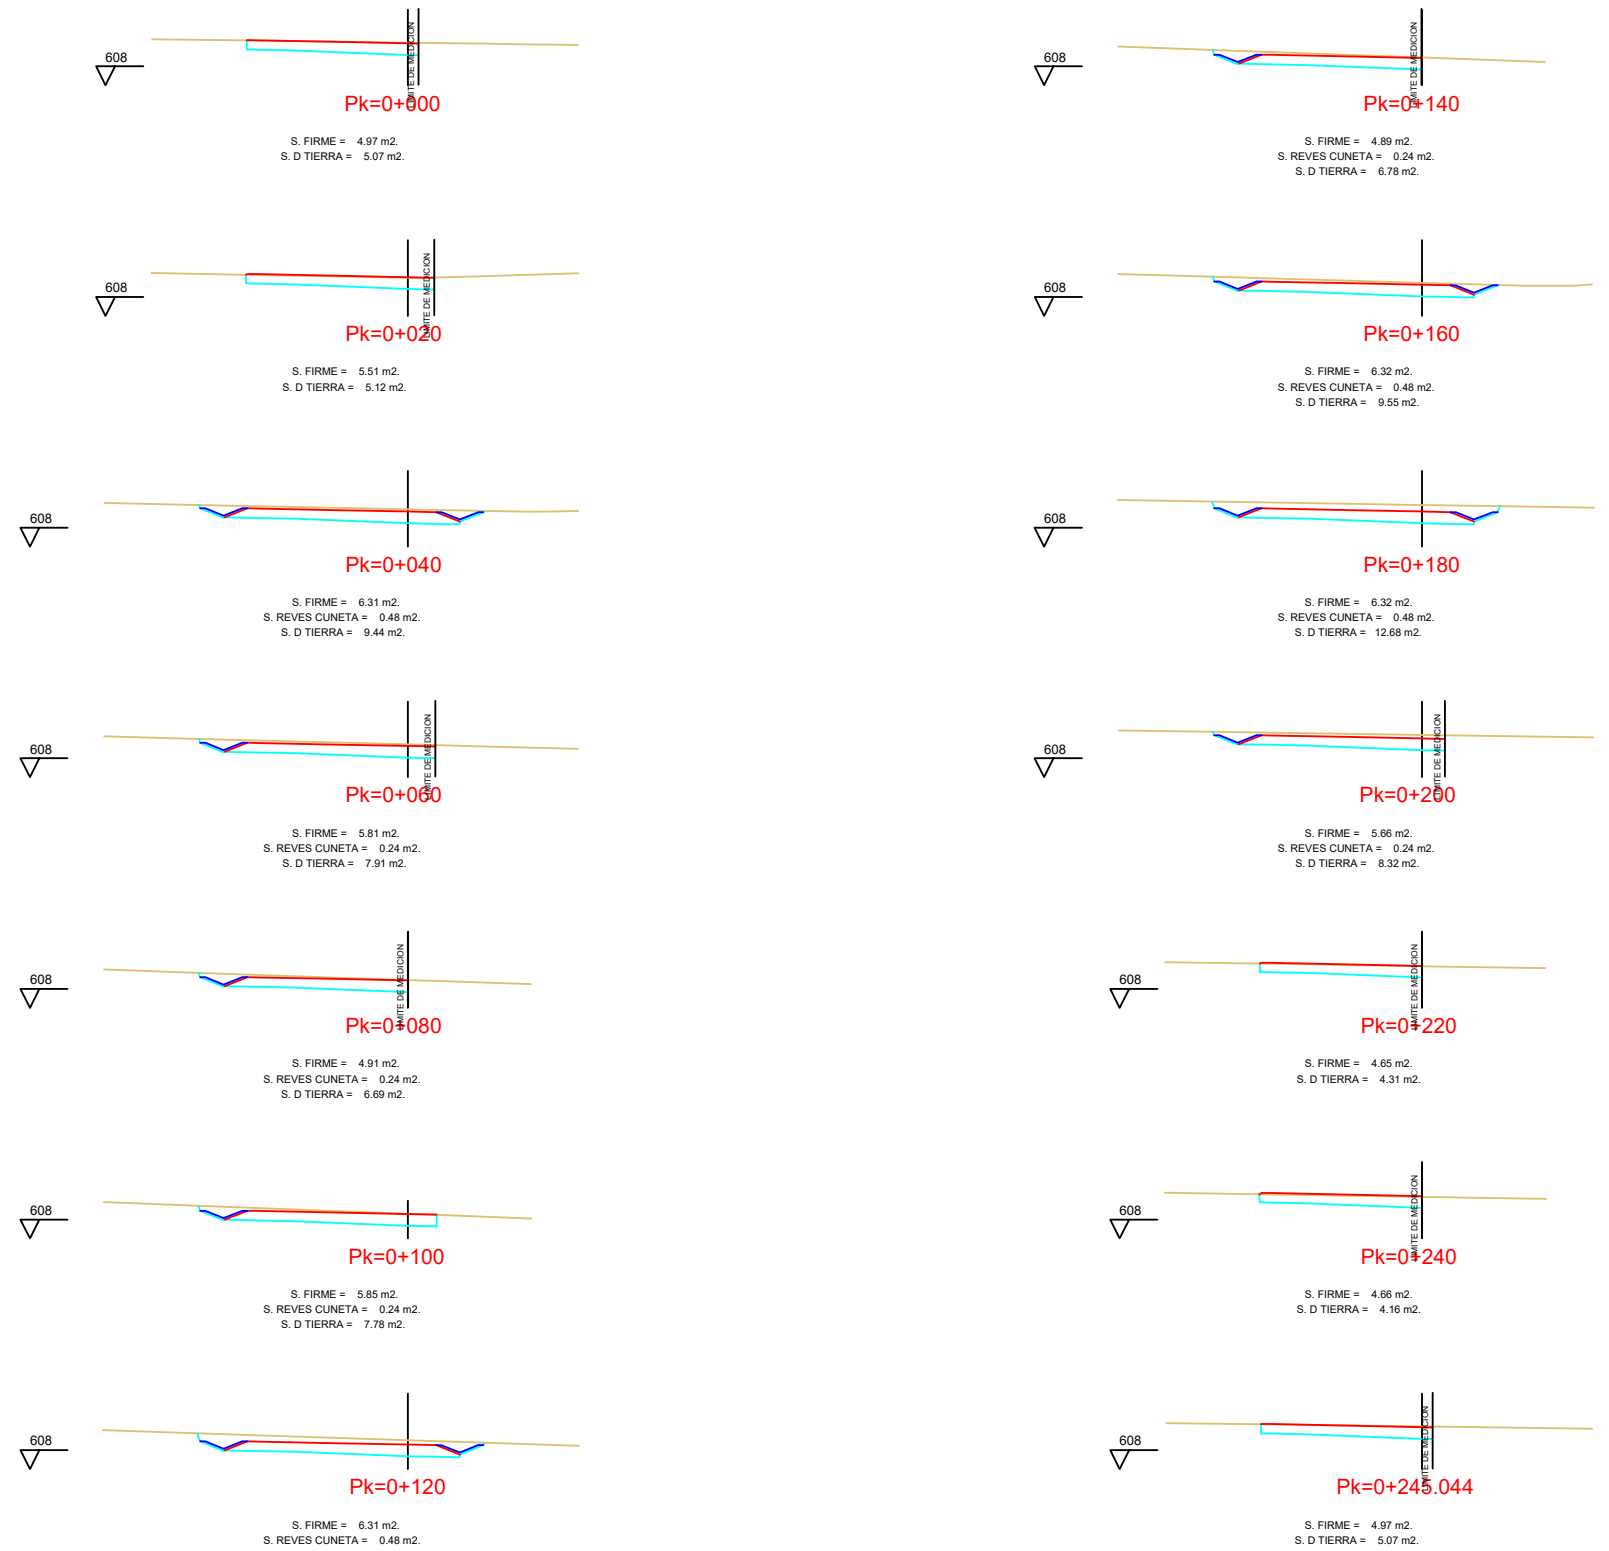 608
LIMITE DE MEDICION
Pk=0+000
S. FIRME = 4.97 m2.
S. D TIERRA = 5.07 m2.
608
LIMITE DE MEDICION
Pk=0+020
S. FIRME = 5.51 m2.
S. D TIERRA = 5.12 m2.
608
Pk=0+040
S. FIRME = 6.31 m2.
S. REVES CUNETA = 0.48 m2.
S. D TIERRA = 9.44 m2.
608
LIMITE DE MEDICION
Pk=0+060
S. FIRME = 5.81 m2.
S. REVES CUNETA = 0.24 m2.
S. D TIERRA = 7.91 m2.
608
LIMITE DE MEDICION
Pk=0+080
S. FIRME = 4.91 m2.
S. REVES CUNETA = 0.24 m2.
S. D TIERRA = 6.69 m2.
608
Pk=0+100
S. FIRME = 5.85 m2.
S. REVES CUNETA = 0.24 m2.
S. D TIERRA = 7.78 m2.
608
Pk=0+120
S. FIRME = 6.31 m2.
S. REVES CUNETA = 0.48 m2.
608
LIMITE DE MEDICION
Pk=0+140
S. FIRME = 4.89 m2.
S. REVES CUNETA = 0.24 m2.
S. D TIERRA = 6.78 m2.
608
Pk=0+160
S. FIRME = 6.32 m2.
S. REVES CUNETA = 0.48 m2.
S. D TIERRA = 9.55 m2.
608
Pk=0+180
S. FIRME = 6.32 m2.
S. REVES CUNETA = 0.48 m2.
S. D TIERRA = 12.68 m2.
608
LIMITE DE MEDICION
Pk=0+200
S. FIRME = 5.66 m2.
S. REVES CUNETA = 0.24 m2.
S. D TIERRA = 8.32 m2.
608
LIMITE DE MEDICION
Pk=0+220
S. FIRME = 4.65 m2.
S. D TIERRA = 4.31 m2.
608
LIMITE DE MEDICION
Pk=0+240
S. FIRME = 4.66 m2.
S. D TIERRA = 4.16 m2.
608
LIMITE DE MEDICION
Pk=0+245.044
S. FIRME = 4.97 m2.
S. D TIERRA = 5.07 m2.